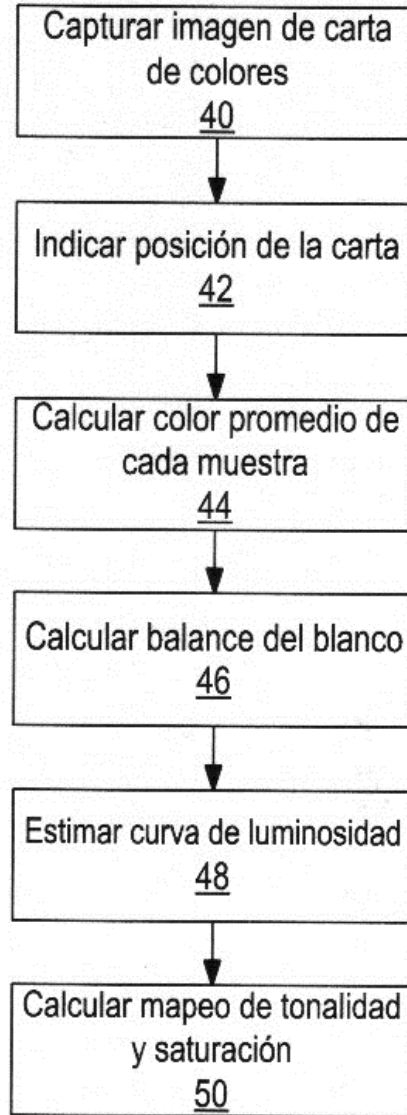 Capturar imagen de carta
de colores
40
Indicar posición de la carta
42
Calcular color promedio de
cada muestra
44
Calcular balance del blanco
46
Estimar curva de luminosidad
48
Calcular mapeo de tonalidad
y saturación
50